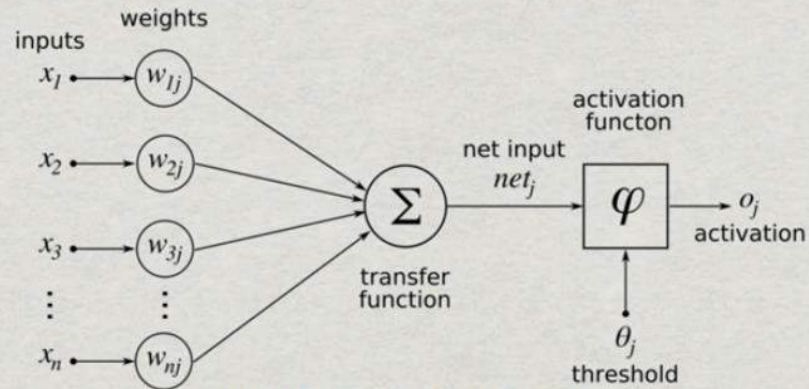 weights
inputs
x₁
w₁ⱼ
activation
functon
x₂
w₂ⱼ
net input
netⱼ
Σ
φ
oⱼ
activation
x₃
w₃ⱼ
transfer
function
⋮ ⋮
xₙ
wₙⱼ
θⱼ
threshold